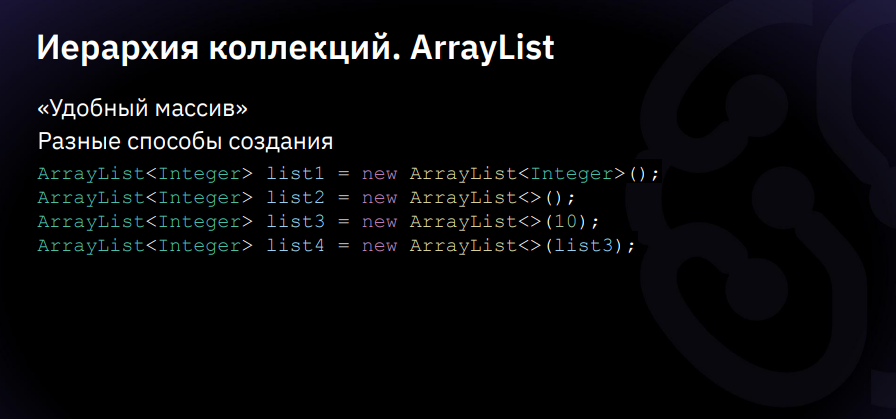 Иерархия коллекций. ArrayList
«Удобный массив»
Разные способы создания
ArrayList<Integer> list1 = new ArrayList<Integer>();
ArrayList<Integer> list2 = new ArrayList<>();
ArrayList<Integer> list3 = new ArrayList<>(10);
ArrayList<Integer> list4 = new ArrayList<>(list3);